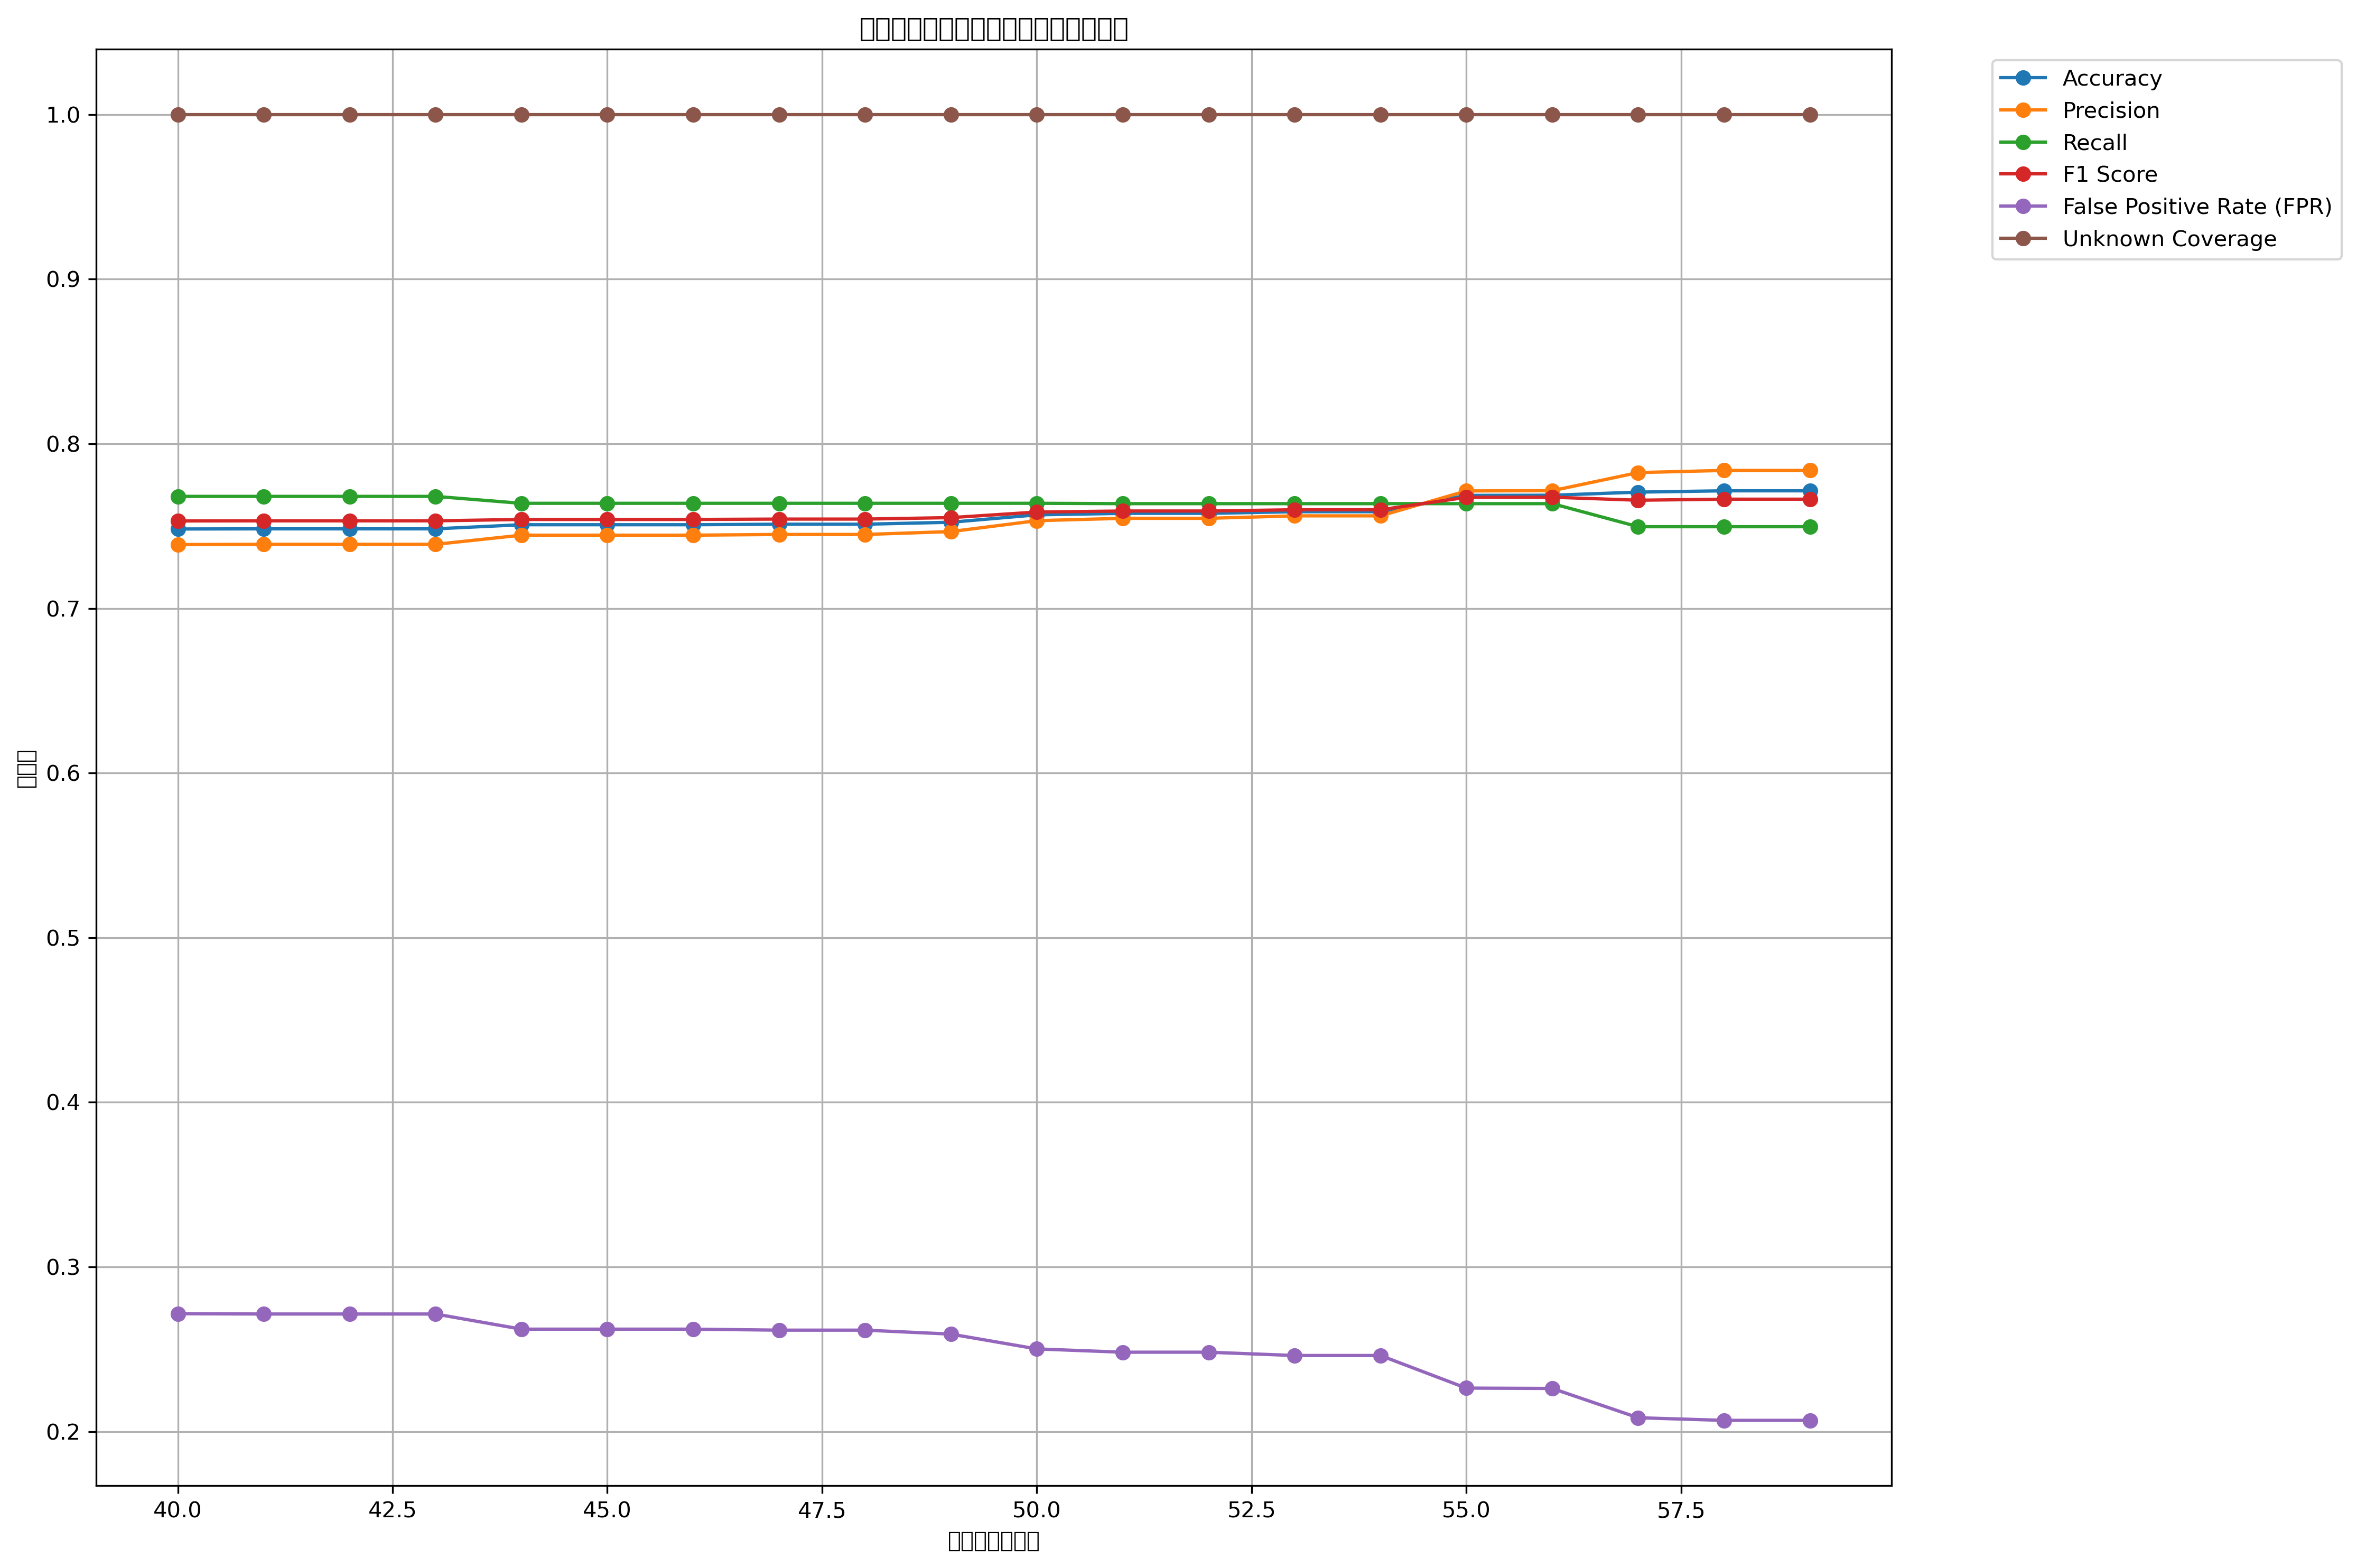 1.0
0.9
0.8
0.7
0.6
0.5
0.4
0.3
0.2
40.0 42.5 45.0 47.5 50.0 52.5 55.0 57.5
Accuracy
Precision
Recall
F1 Score
False Positive Rate (FPR)
Unknown Coverage